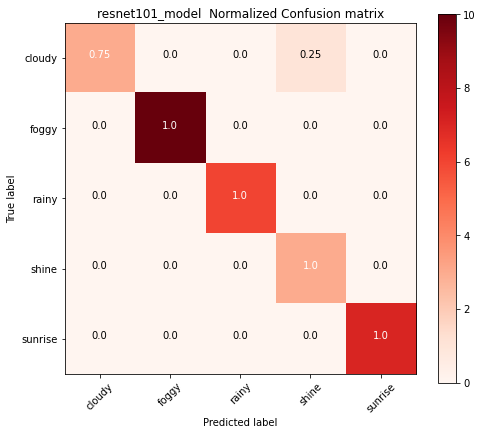 resnet101_model  Normalized Confusion matrix
cloudy 0.75 0.0 0.0 0.25 0.0
foggy 0.0 1.0 0.0 0.0 0.0
rainy 0.0 0.0 1.0 0.0 0.0
shine 0.0 0.0 0.0 1.0 0.0
sunrise 0.0 0.0 0.0 0.0 1.0
cloudy foggy rainy shine sunrise
True label
Predicted label
10
8
6
4
2
0